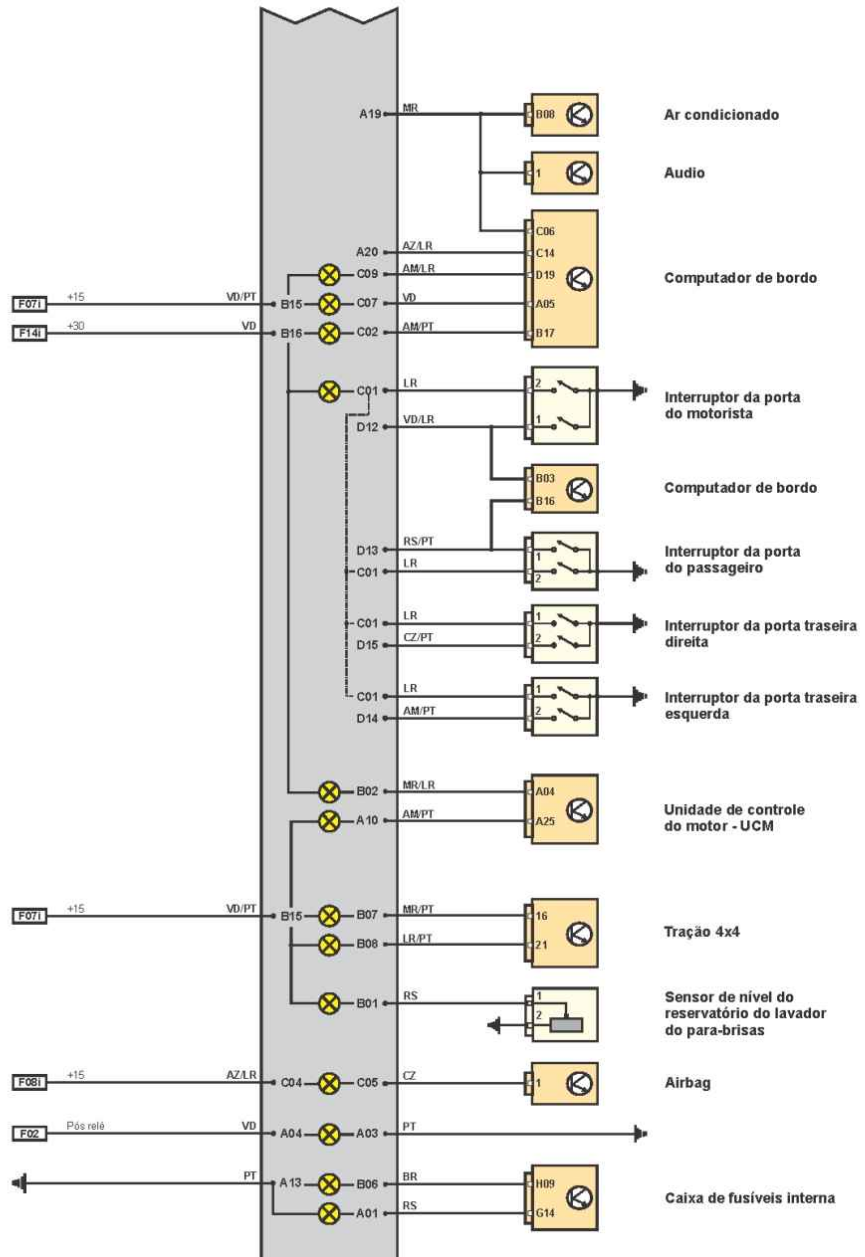 A19 MR B08 Ar condicionado
1 Audio
C06
A20 AZ/LR C14
C09 AM/LR D19 Computador de bordo
F07i +15 VD/PT B15 C07 VD A05
F14i +30 VD B16 C02 AM/PT B17
C01 LR 2 Interruptor da porta
do motorista
D12 VD/LR 1
B03 Computador de bordo
B16
D13 RS/PT 1 Interruptor da porta
C01 LR 2 do passageiro
C01 LR 1 Interruptor da porta traseira
D15 CZ/PT 2 direita
C01 LR 1 Interruptor da porta traseira
D14 AM/PT 2 esquerda
B02 MR/LR A04 Unidade de controle
A10 AM/PT A25 do motor - UCM
F07i +15 VD/PT B15 B07 MR/PT 16 Tração 4x4
B08 LR/PT 21
B01 RS 1 Sensor de nível do
2 reservatório do lavador
do para-brisas
F08i +15 AZ/LR C04 C05 CZ 1 Airbag
F02 Pós relé VD A04 A03 PT
PT A13 B06 BR H09 Caixa de fusíveis interna
A01 RS G14